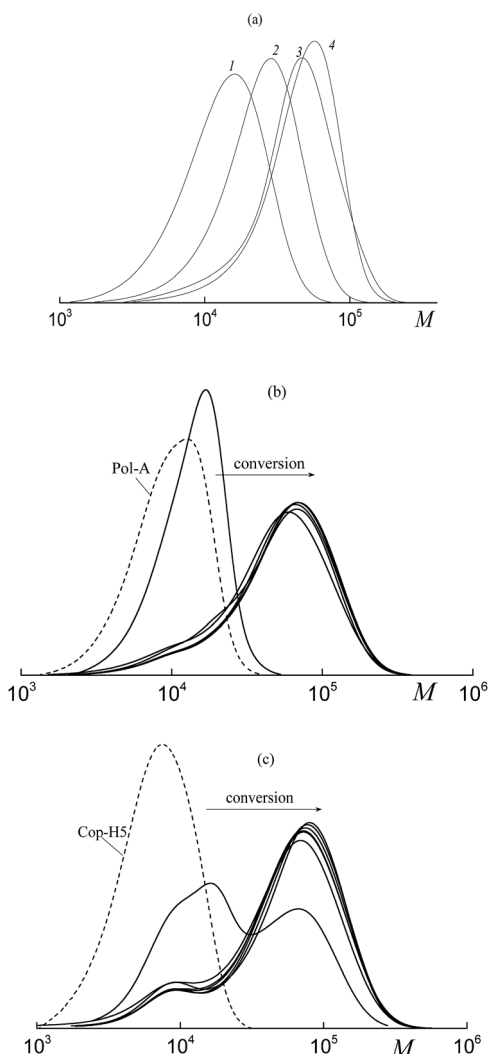 (a)
1 2 3 4
10³ 10⁴ 10⁵ M
(b)
Pol-A
conversion
10³ 10⁴ 10⁵ M 10⁶
(c)
conversion
Cop-H5
10³ 10⁴ 10⁵ M 10⁶